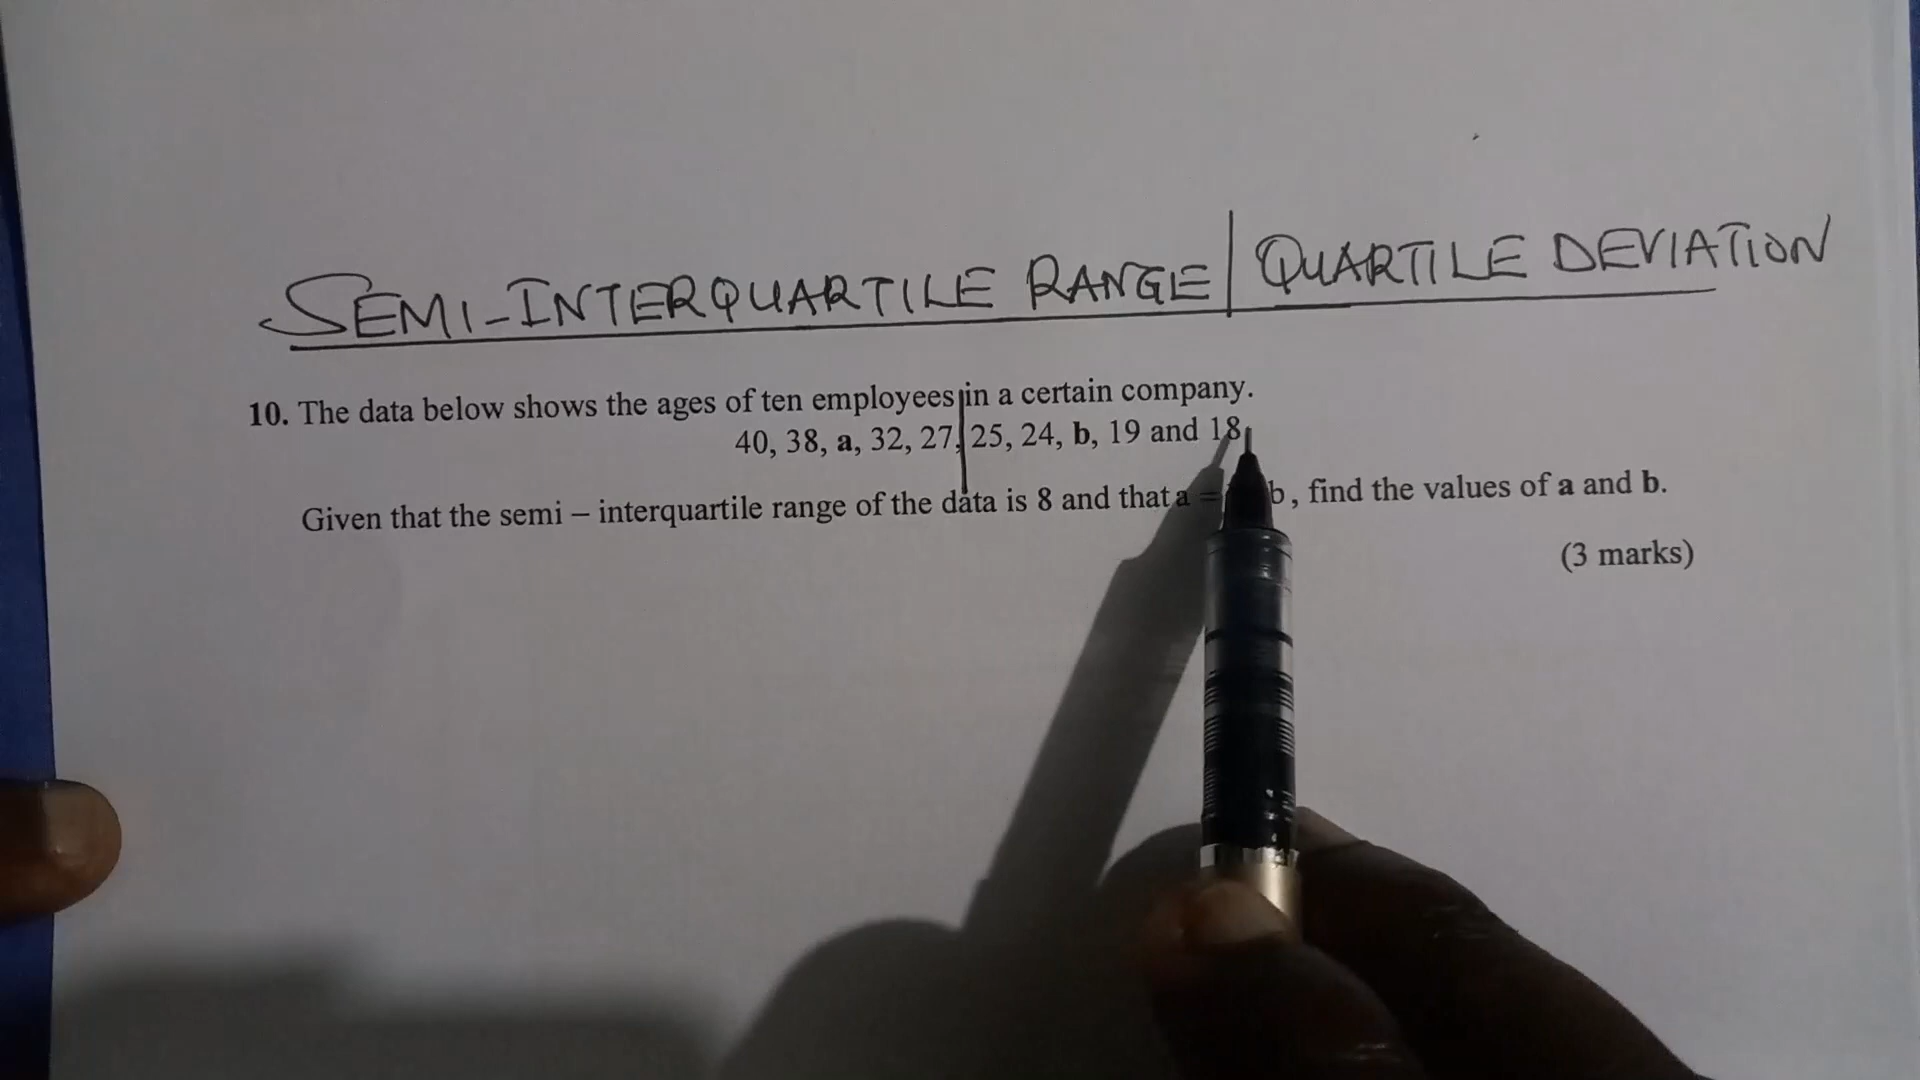 SEMI-INTERQUARTILE RANGE | QUARTILE DEVIATION
10. The data below shows the ages of ten employees in a certain company.
40, 38, a, 32, 27, 25, 24, b, 19 and 18.
Given that the semi – interquartile range of the data is 8 and that a = b, find the values of a and b.
(3 marks)